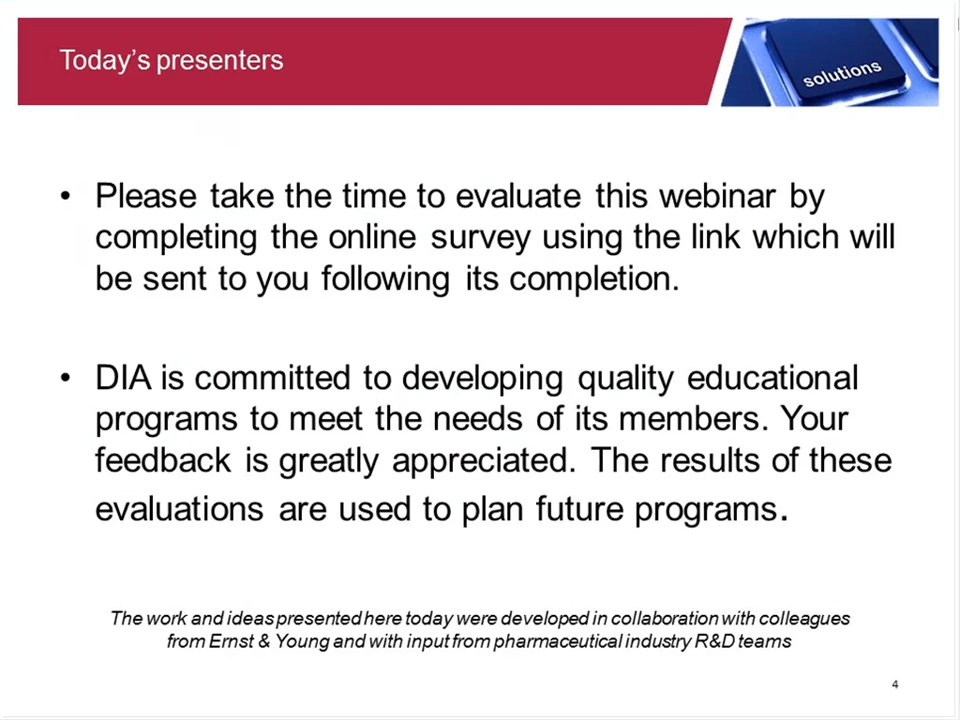 Today's presenters
solutions
• Please take the time to evaluate this webinar by
completing the online survey using the link which will
be sent to you following its completion.
• DIA is committed to developing quality educational
programs to meet the needs of its members. Your
feedback is greatly appreciated. The results of these
evaluations are used to plan future programs.
The work and ideas presented here today were developed in collaboration with colleagues
from Ernst & Young and with input from pharmaceutical industry R&D teams
4